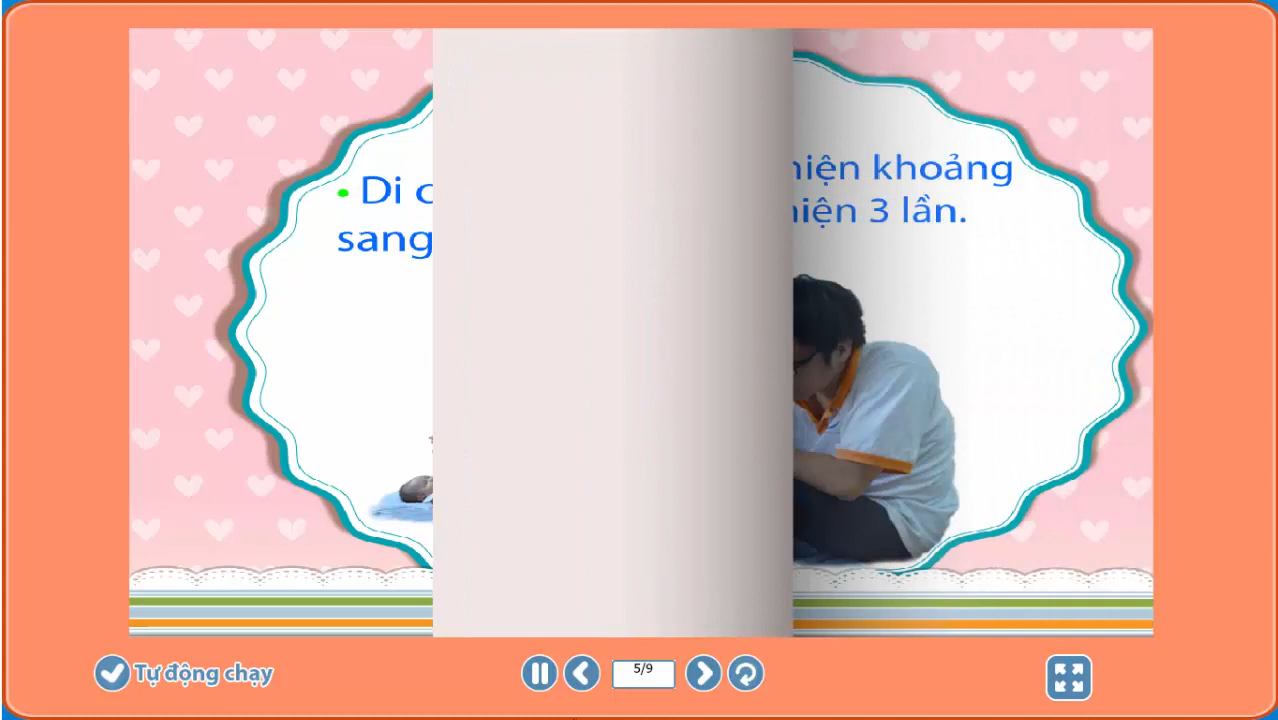 • Di
sang
hiện khoảng
hiện 3 lần.
Tự động chạy
5/9